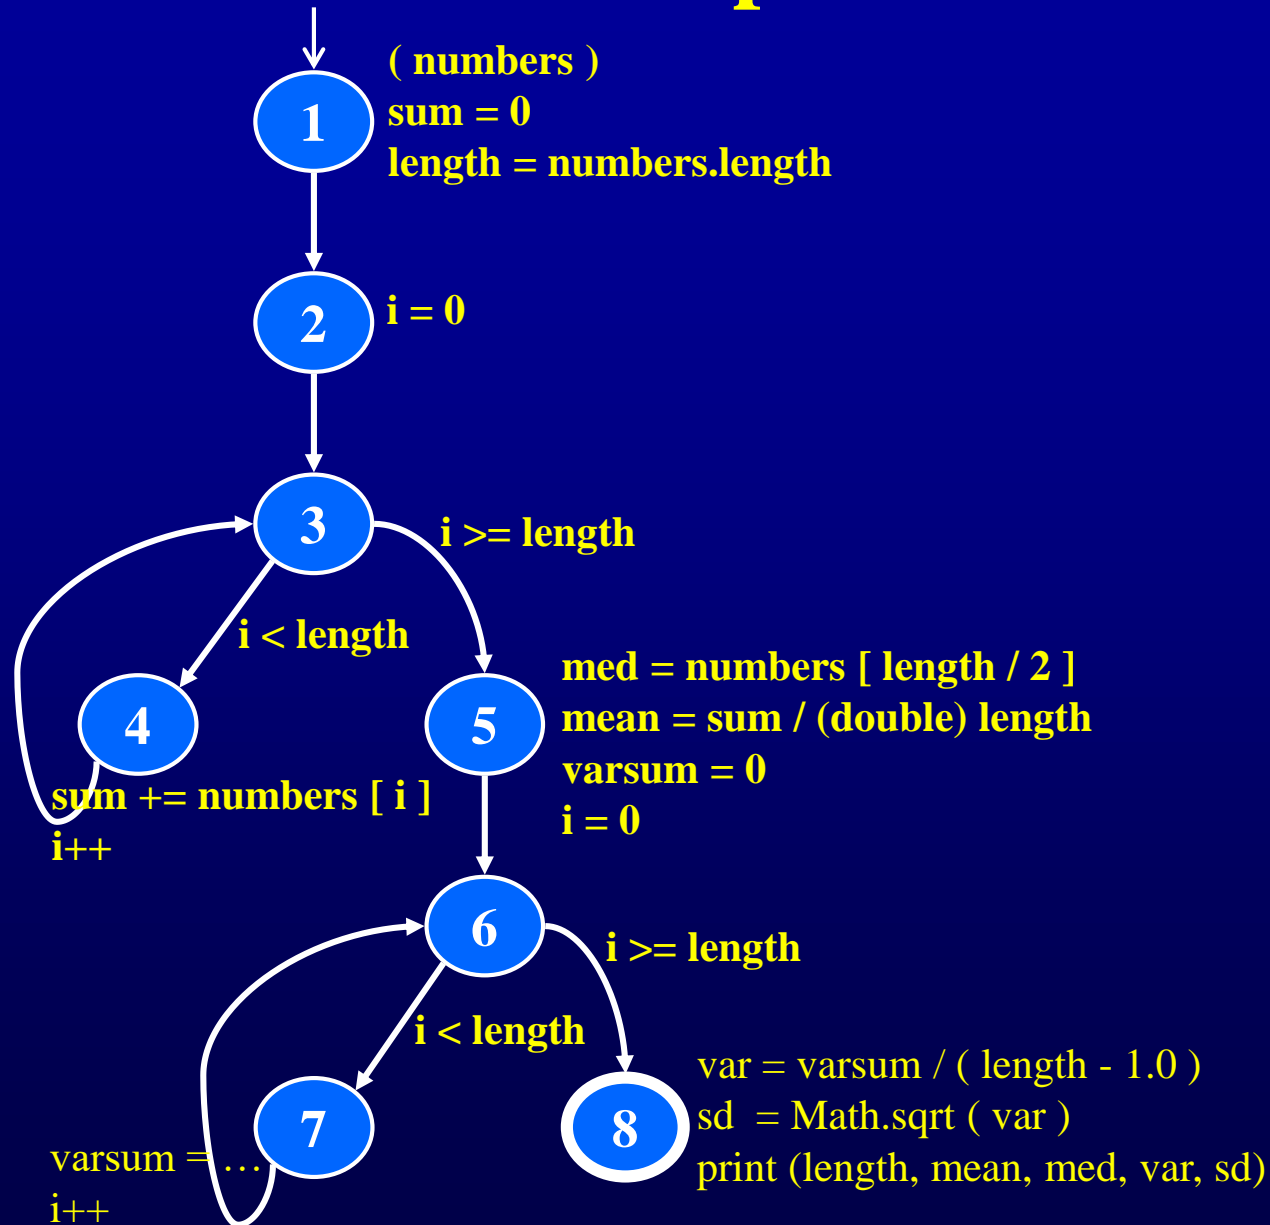 ( numbers )
sum = 0
length = numbers.length
1
2
i = 0
3
i >= length
i < length
4
sum += numbers [ i ]
i++
5
med = numbers [ length / 2 ]
mean = sum / (double) length
varsum = 0
i = 0
6
i >= length
i < length
7
varsum = …
i++
8
var = varsum / ( length - 1.0 )
sd  = Math.sqrt ( var )
print (length, mean, med, var, sd)